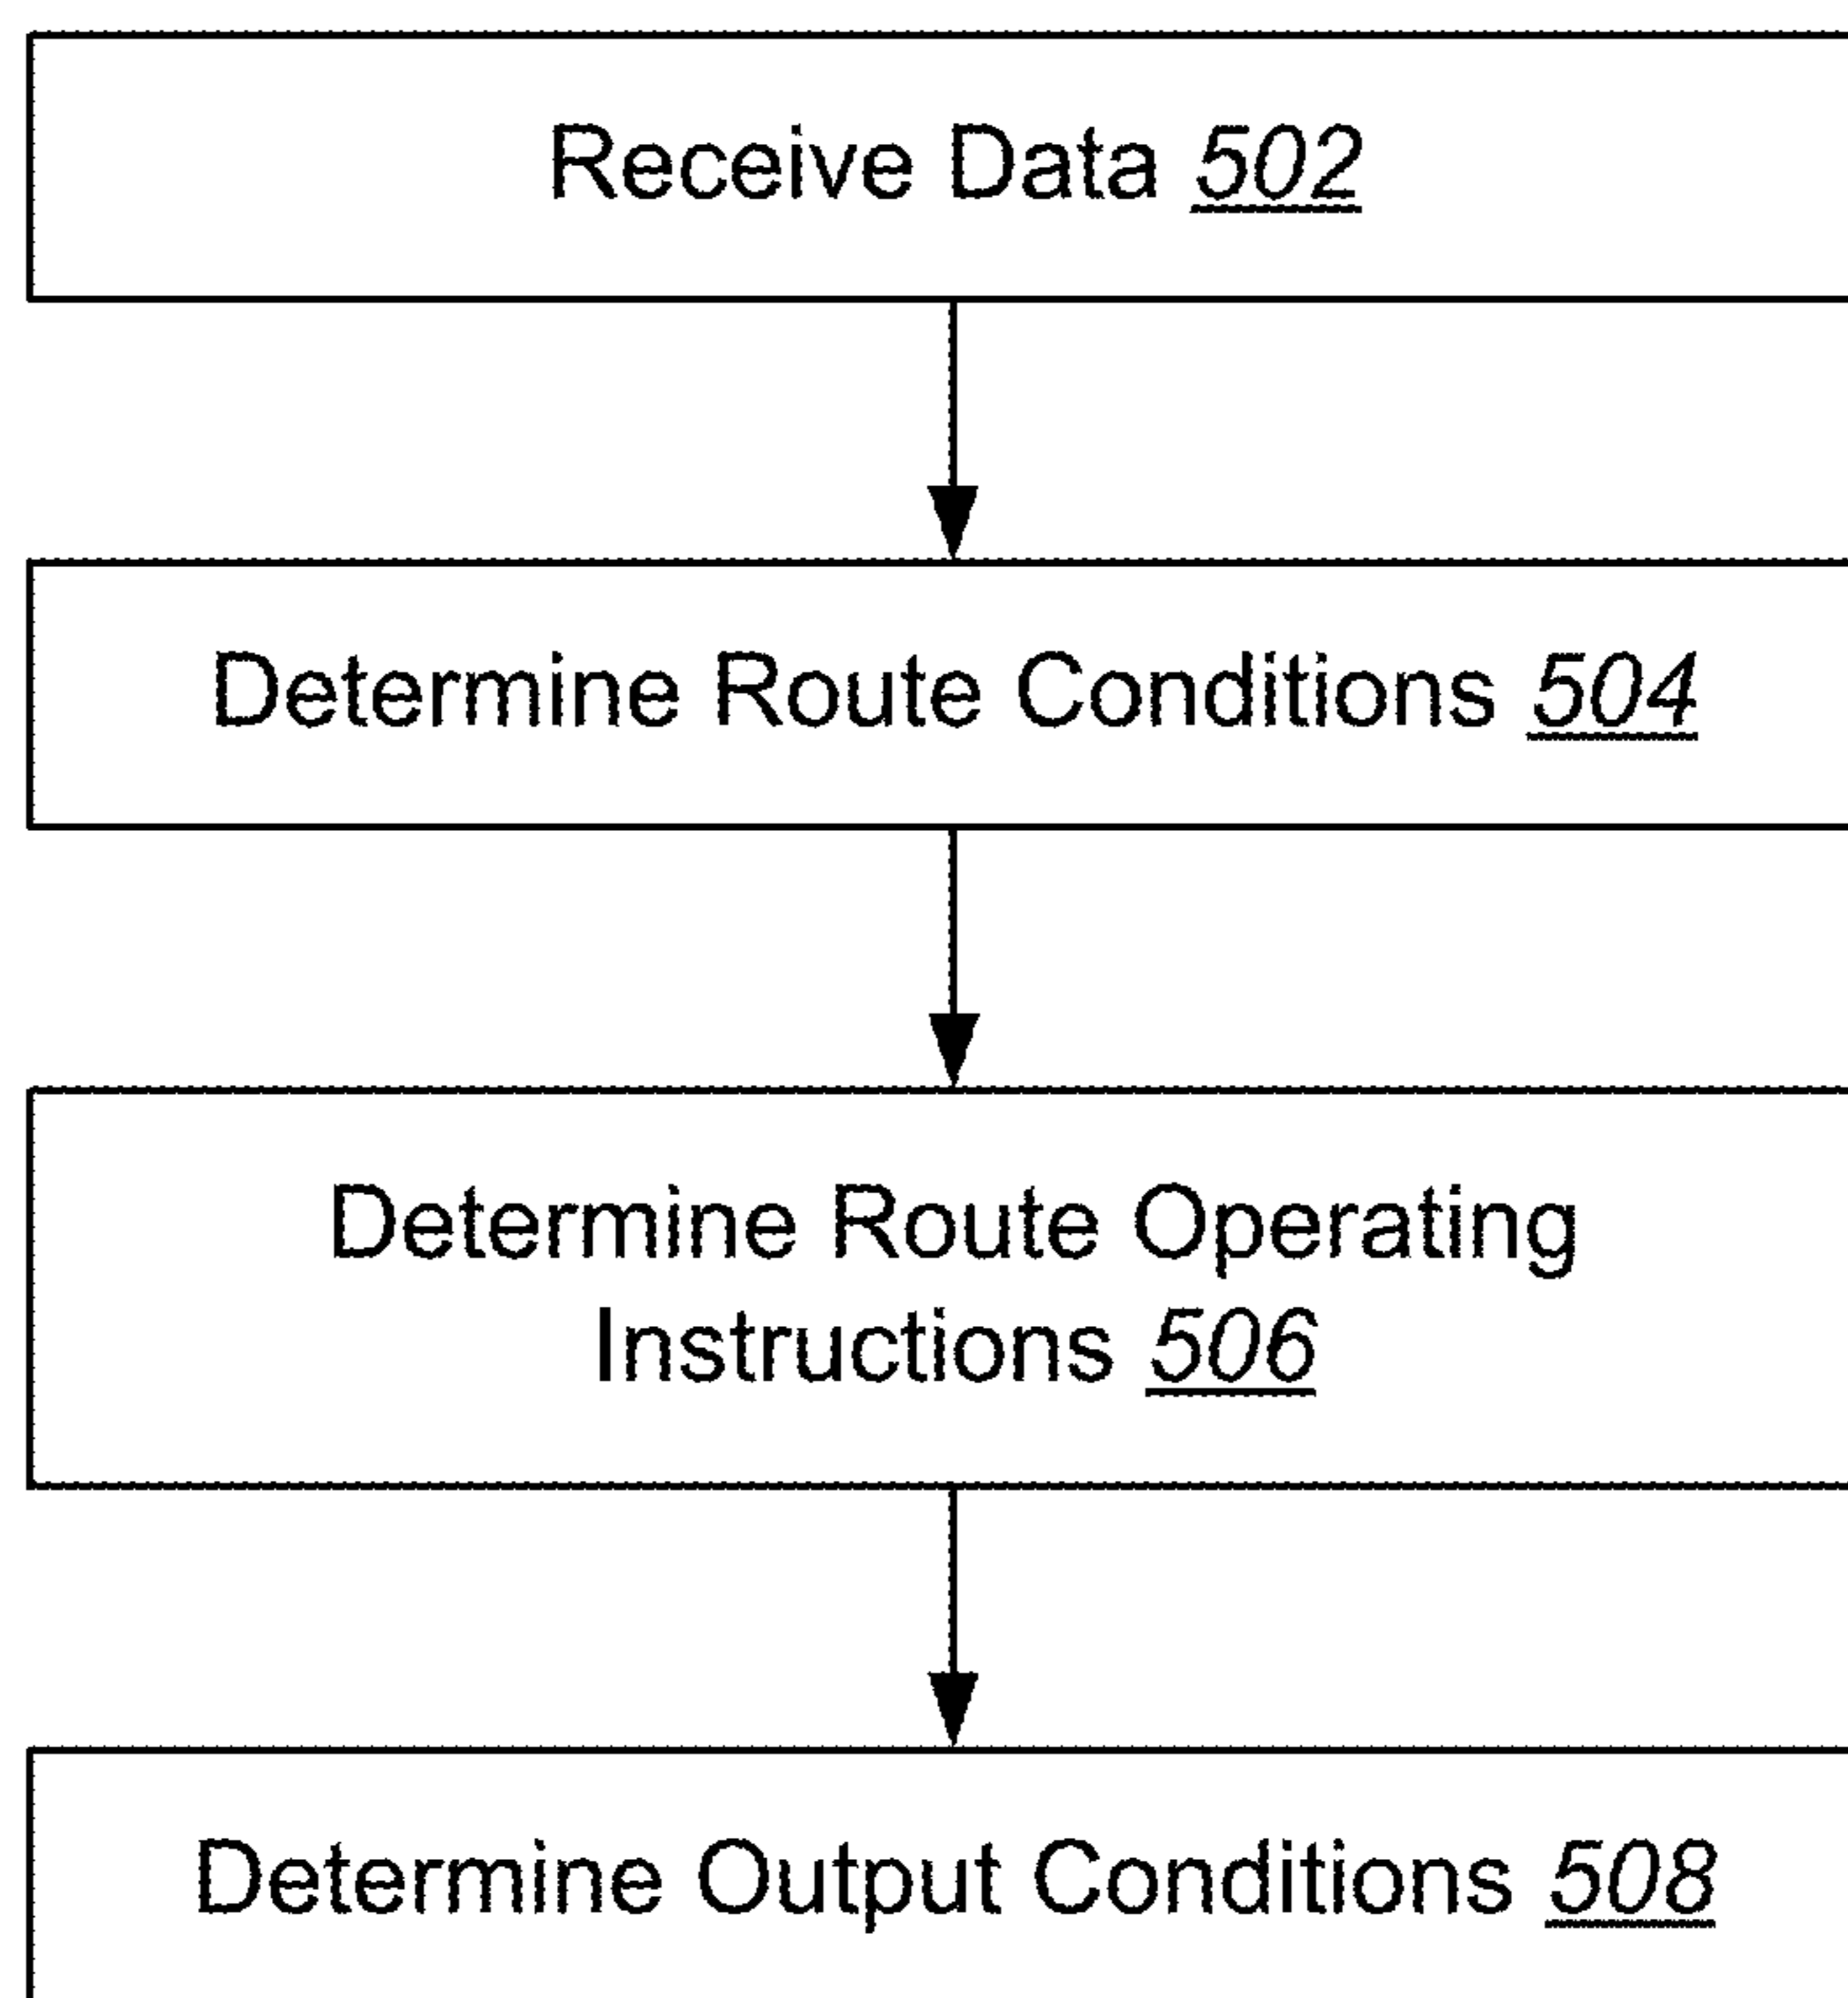 Receive Data 502
Determine Route Conditions 504
Determine Route Operating
Instructions 506
Determine Output Conditions 508